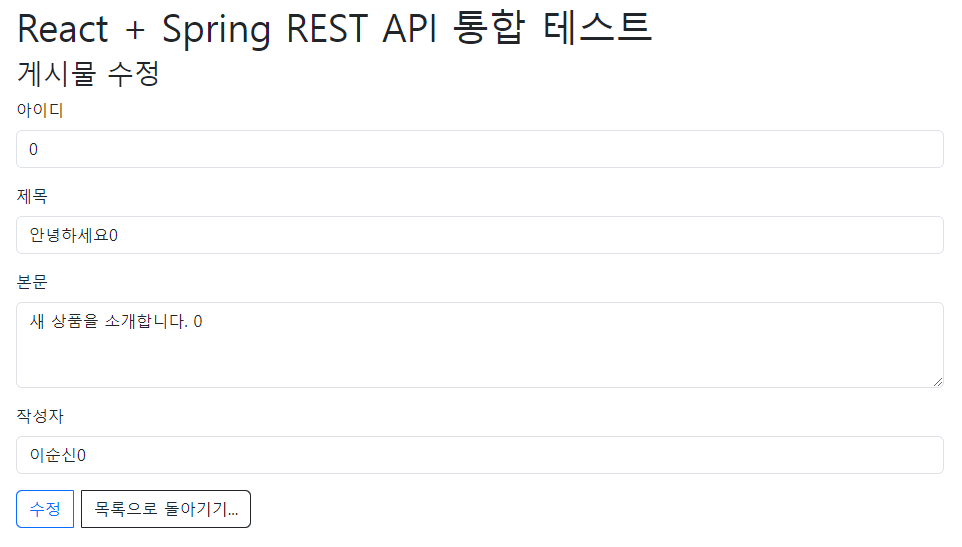 React + Spring REST API 통합 테스트
게시물 수정
아이디
0
제목
안녕하세요0
본문
새 상품을 소개합니다. 0
작성자
이순신0
수정
목록으로 돌아기기...